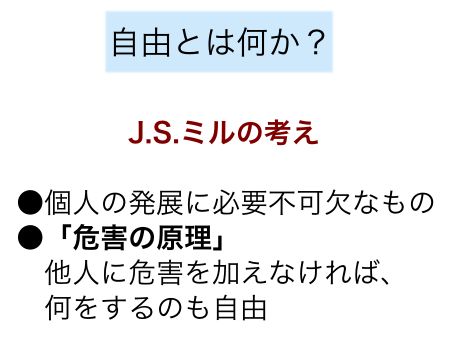 自由とは何か？
J.S.ミルの考え
●個人の発展に必要不可欠なもの
●「危害の原理」
他人に危害を加えなければ、
何をするのも自由